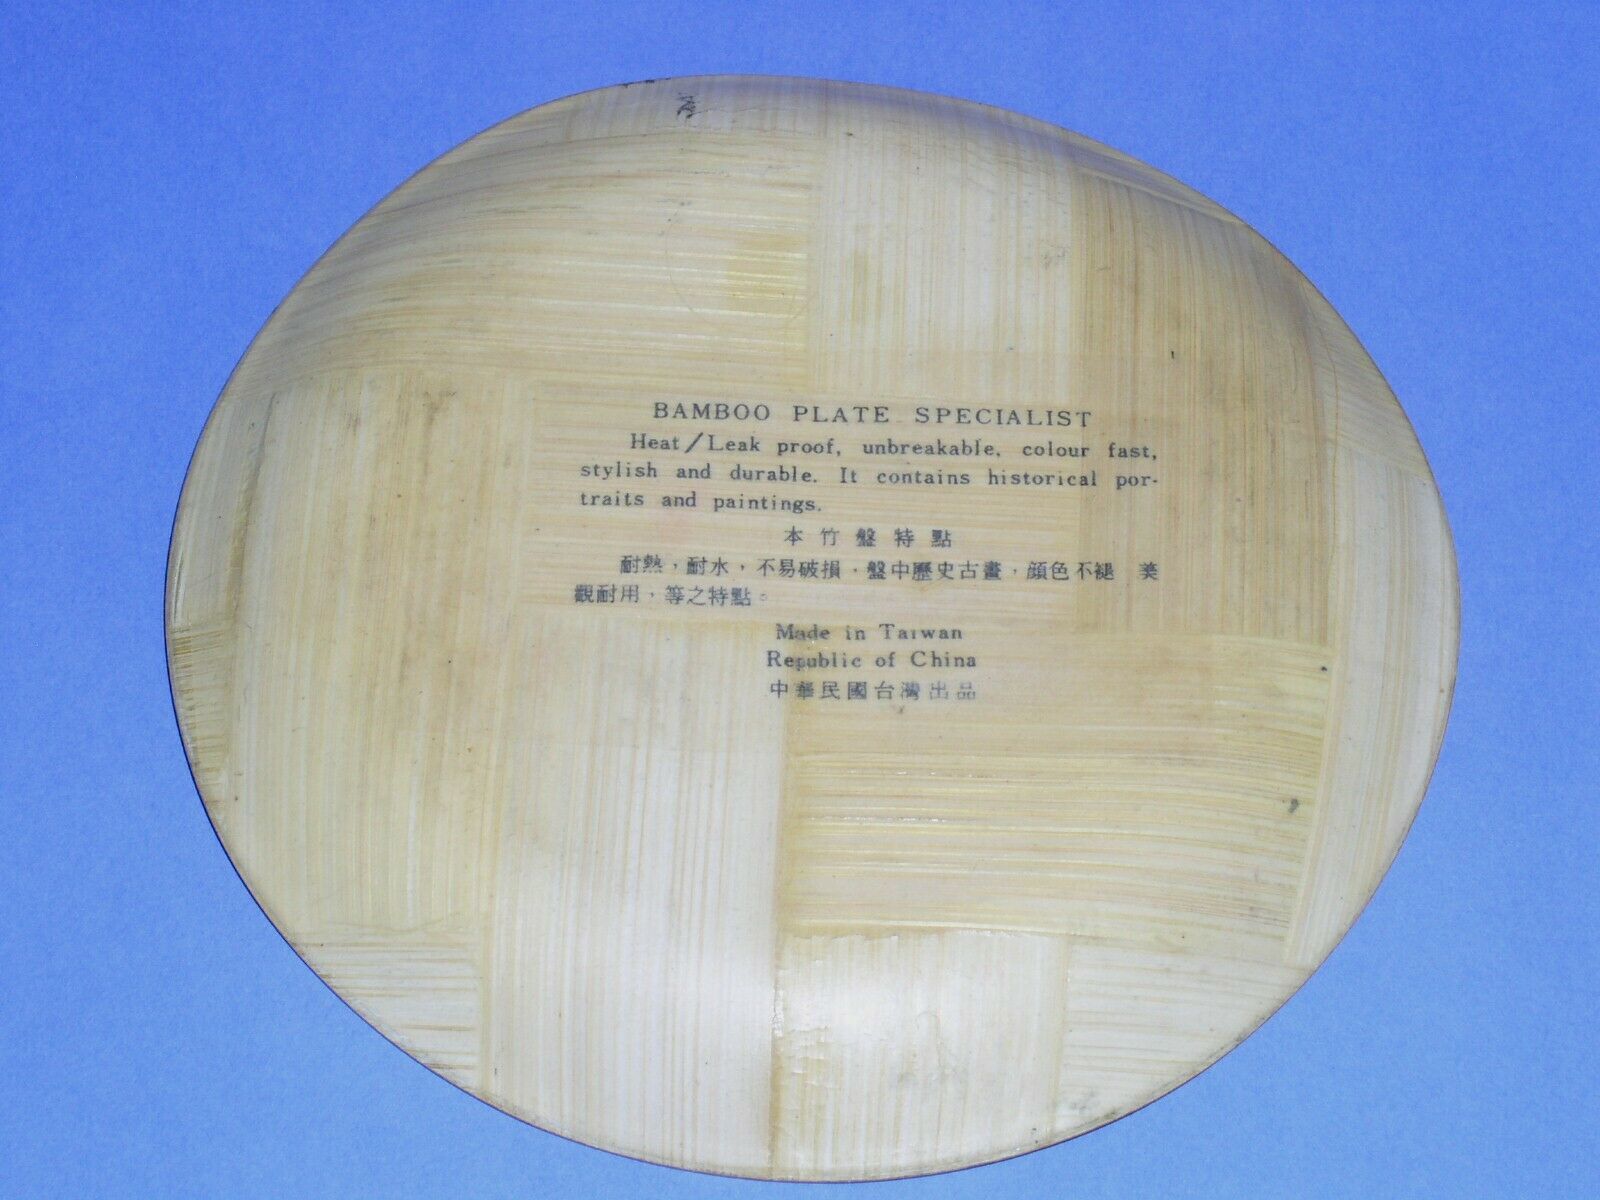 BAMBOO PLATE SPECIALIST
Heat/Leak proof, unbreakable, colour fast,
stylish and durable. It contains historical por-
traits and paintings.
本竹盤特點
耐熱，耐水，不易破損，盤中歷史古畫，顏色不褪 美
觀耐用，等之特點。
Made in Taiwan
Republic of China
中華民國台灣出品